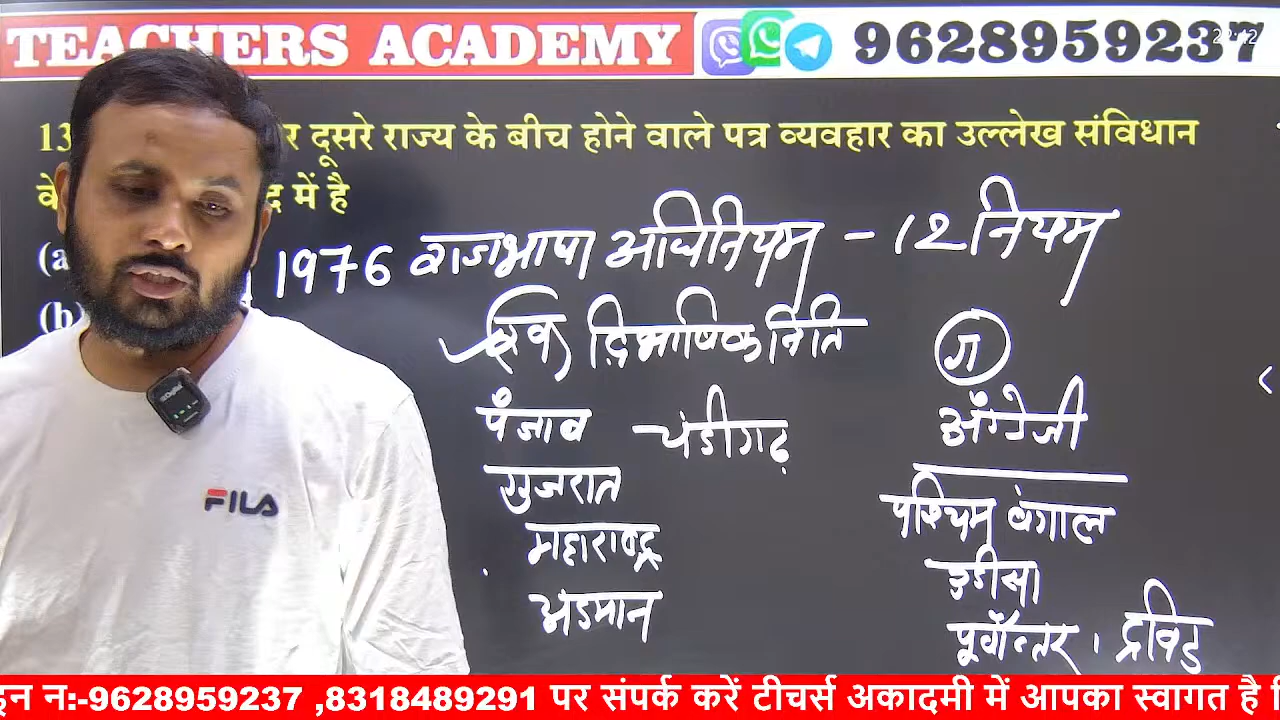 TEACHERS ACADEMY 9628959237
13 र दूसरे राज्य के बीच होने वाले पत्र व्यवहार का उल्लेख संविधान
के द में है
(a
1976 राजभाषा अधिनियम - 12 नियम
(b)
द्विभाषिक निति
ग
पंजाब चंडीगढ़
अंग्रेजी
गुजरात
पश्चिम बंगाल
महाराष्ट्र
उडीसा
अंडमान
पूर्वोत्तर, द्रविड
FILA
इन न:-9628959237 ,8318489291 पर संपर्क करें टीचर्स अकादमी में आपका स्वागत है